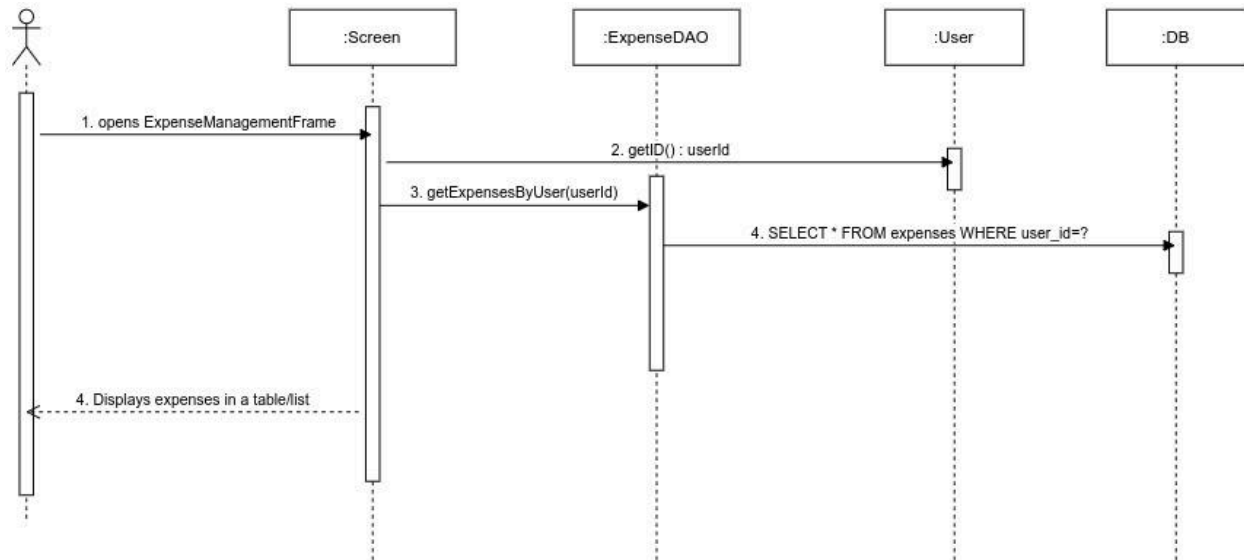 :Screen
:ExpenseDAO
:User
:DB
1. opens ExpenseManagementFrame
2. getID() : userId
3. getExpensesByUser(userId)
4. SELECT * FROM expenses WHERE user_id=?
4. Displays expenses in a table/list